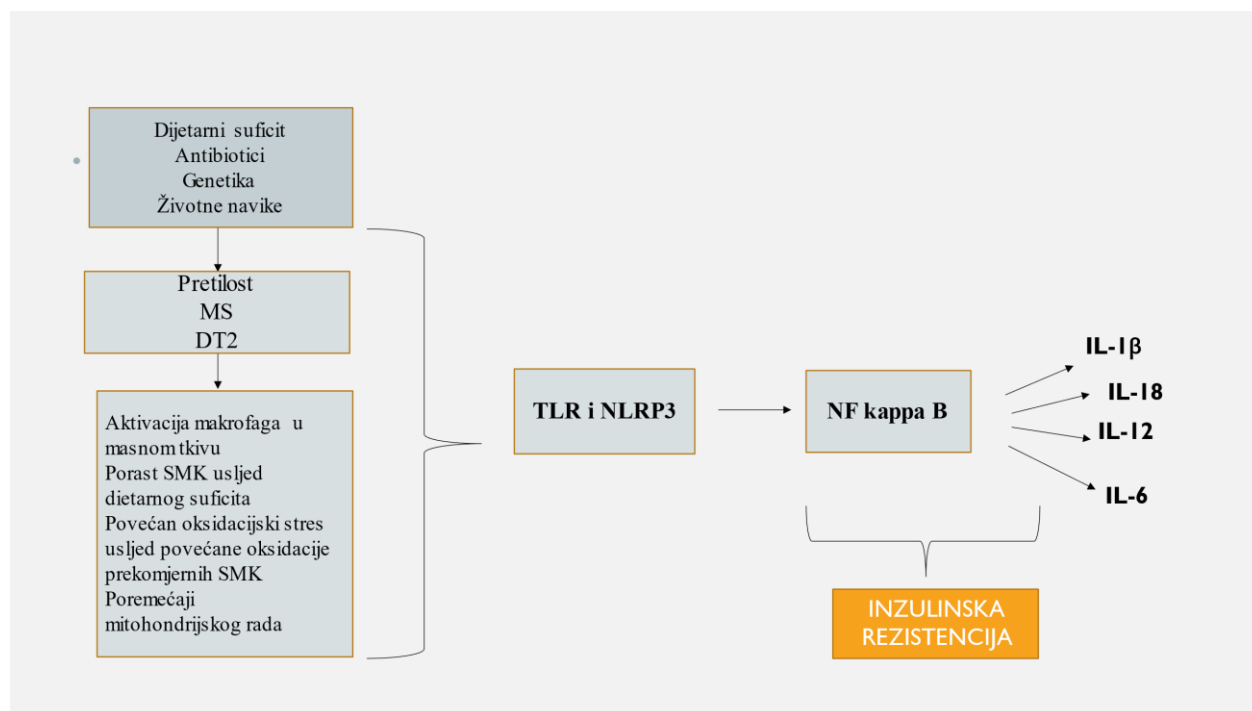 Dijetarni suficit
Antibiotici
Genetika
Životne navike
Pretilost
MS
DT2
Aktivacija makrofaga u
masnom tkivu
Porast SMK usljed
dietarnog suficita
Povećan oksidacijski stres
usljed povećane oksidacije
prekomjernih SMK
Poremećaji
mitohondrijskog rada
TLR i NLRP3
NF kappa B
IL-1β
IL-18
IL-12
IL-6
INZULINSKA
REZISTENCIJA